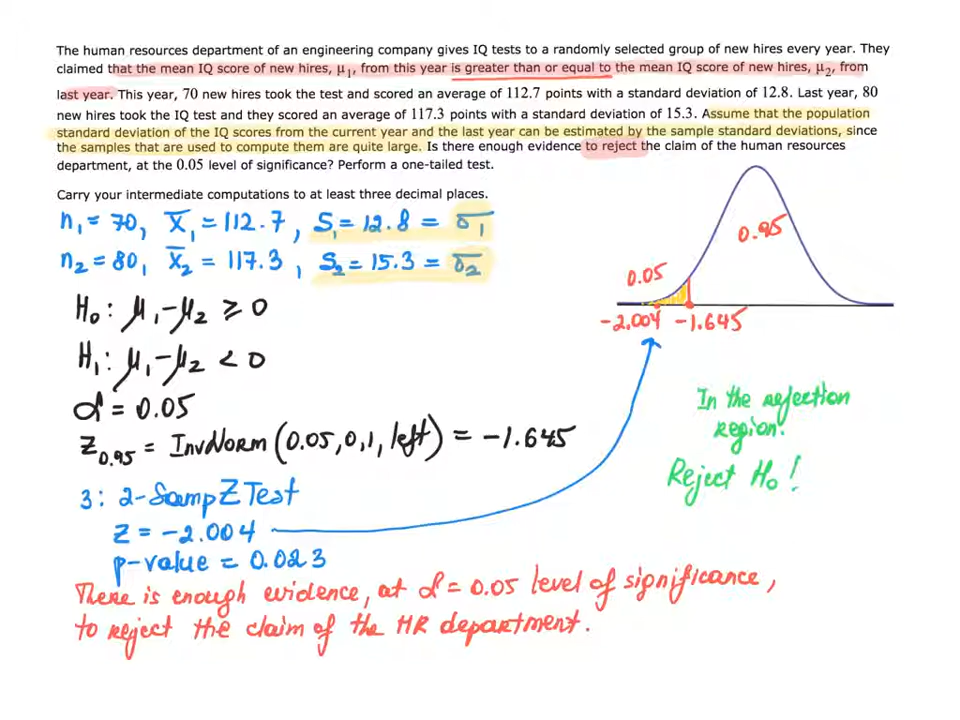 The human resources department of an engineering company gives IQ tests to a randomly selected group of new hires every year. They
claimed that the mean IQ score of new hires, μ₁, from this year is greater than or equal to the mean IQ score of new hires, μ₂, from
last year. This year, 70 new hires took the test and scored an average of 112.7 points with a standard deviation of 12.8. Last year, 80
new hires took the IQ test and they scored an average of 117.3 points with a standard deviation of 15.3. Assume that the population
standard deviation of the IQ scores from the current year and the last year can be estimated by the sample standard deviations, since
the samples that are used to compute them are quite large. Is there enough evidence to reject the claim of the human resources
department, at the 0.05 level of significance? Perform a one-tailed test.
Carry your intermediate computations to at least three decimal places.
n₁ = 70, x̄₁ = 112.7, S₁ = 12.8 = σ₁
n₂ = 80, x̄₂ = 117.3, S₂ = 15.3 = σ₂
0.95
0.05
-2.004 -1.645
H₀: μ₁-μ₂ ≥ 0
H₁: μ₁-μ₂ < 0
α = 0.05
Z₀.₉₅ = InvNorm (0.05, 0, 1, left) = -1.645
In the rejection
region!
Reject H₀!
3: 2-SampZTest
Z = -2.004
p-value = 0.023
There is enough evidence, at α = 0.05 level of significance,
to reject the claim of the HR department.